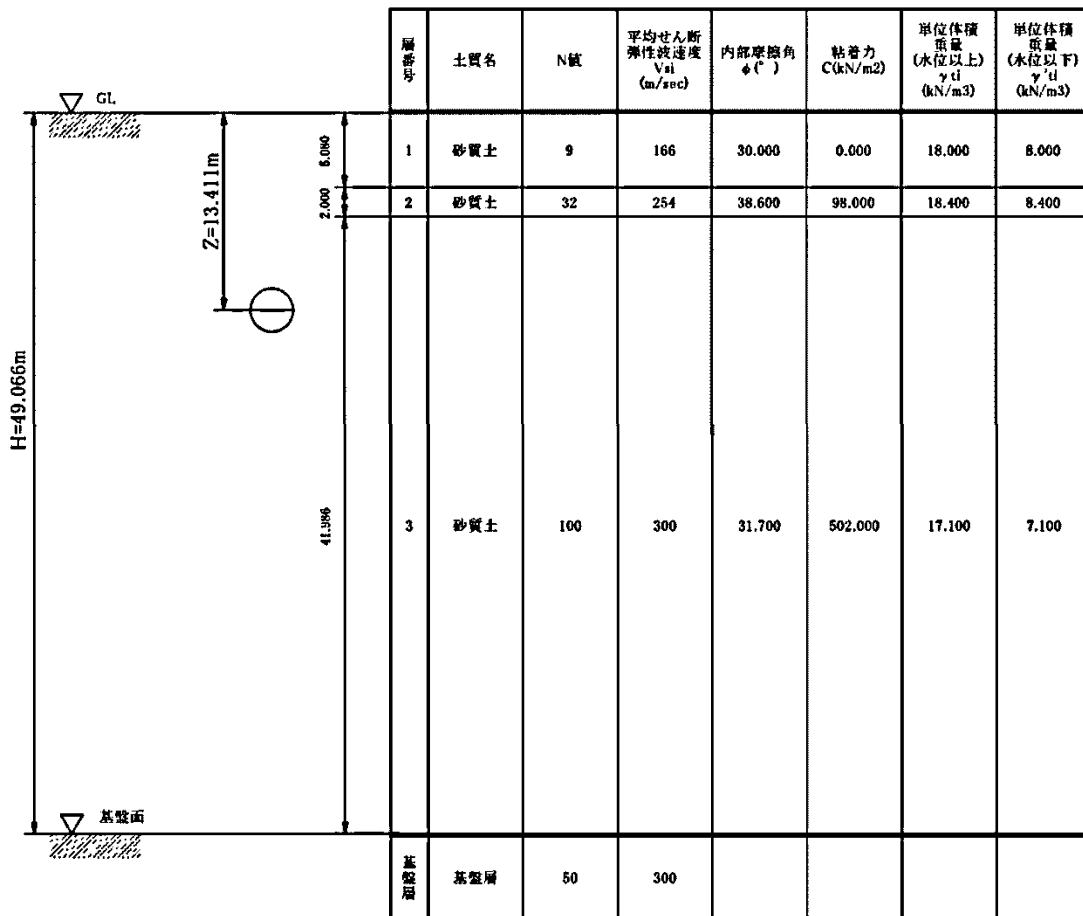 層番号 土質名 N値 平均せん断弾性波速度 Vsi (m/sec) 内部摩擦角 φ(°) 粘着力 C(kN/m2) 単位体積重量 (水位以上) γti (kN/m3) 単位体積重量 (水位以下) γ'ti (kN/m3)
GL
Z=13.411m
H=49.066m
5.080
1 砂質土 9 166 30.000 0.000 18.000 8.000
2.000
2 砂質土 32 254 38.600 98.000 18.400 8.400
41.986
3 砂質土 100 300 31.700 502.000 17.100 7.100
基盤面
基盤層 基盤層 50 300